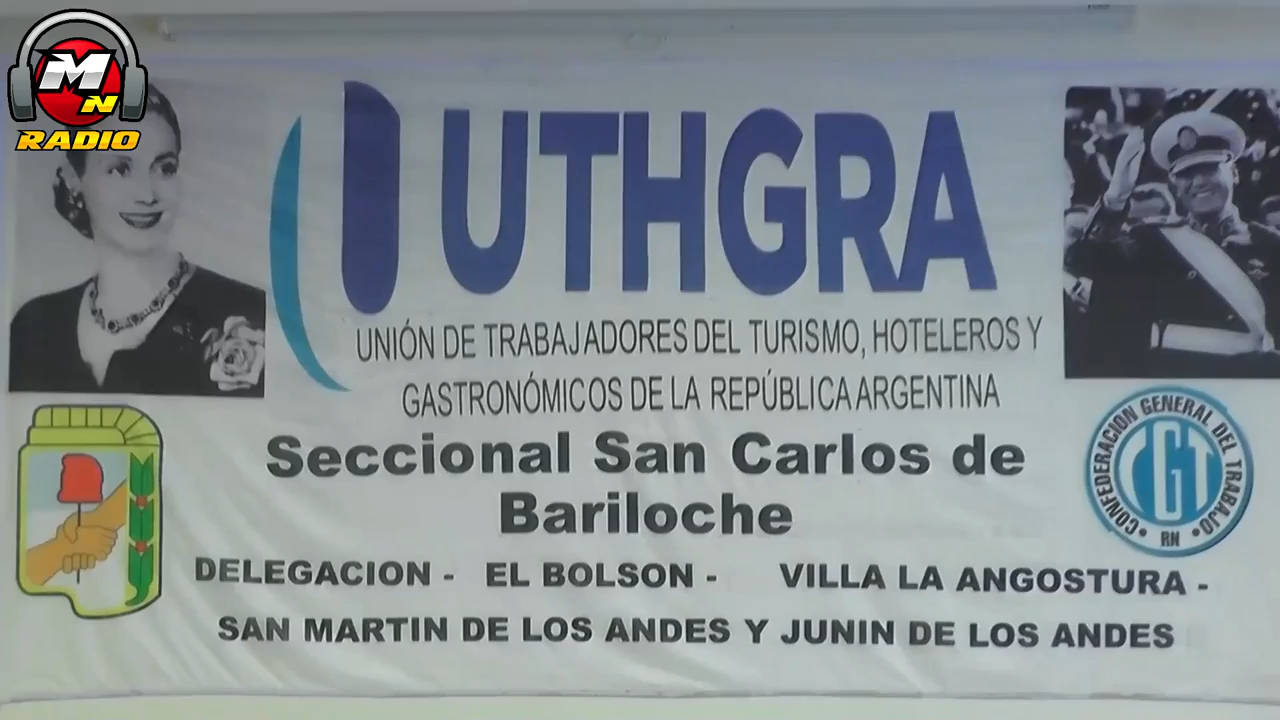 MN
RADIO
UTHGRA
UNIÓN DE TRABAJADORES DEL TURISMO, HOTELEROS Y
GASTRONÓMICOS DE LA REPÚBLICA ARGENTINA
Seccional San Carlos de
Bariloche
DELEGACION - EL BOLSON - VILLA LA ANGOSTURA -
SAN MARTIN DE LOS ANDES Y JUNIN DE LOS ANDES
CONFEDERACION GENERAL DEL TRABAJO
CGT
RN